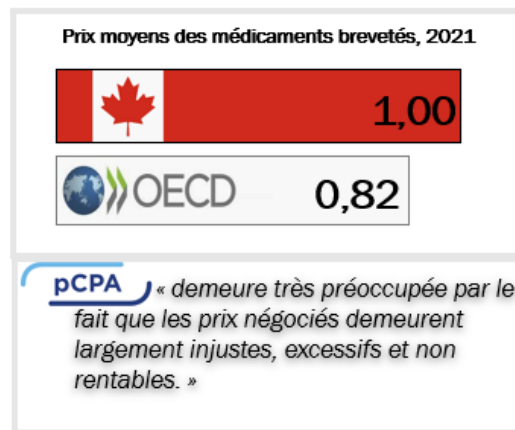 Prix moyens des médicaments brevetés, 2021
1,00
OECD 0,82
pCPA « demeure très préoccupée par le
fait que les prix négociés demeurent
largement injustes, excessifs et non
rentables. »